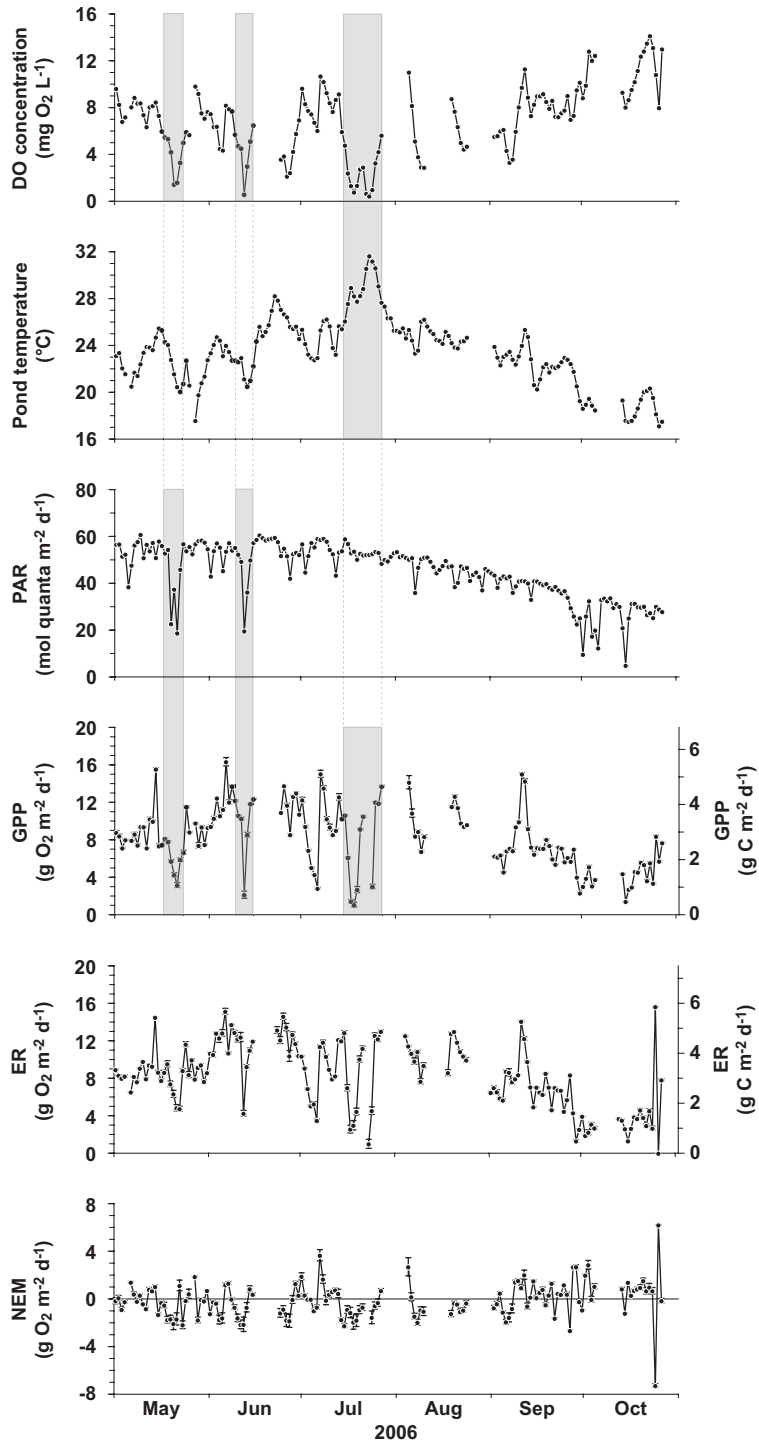 DO concentration
(mg O2 L-1)
16
12
8
4
0
Pond temperature
(°C)
32
28
24
20
16
PAR
(mol quanta m-2 d-1)
80
60
40
20
0
GPP
(g O2 m-2 d-1)
20
16
12
8
4
0
6
4
2
0
GPP
(g C m-2 d-1)
ER
(g O2 m-2 d-1)
20
16
12
8
4
0
6
4
2
0
ER
(g C m-2 d-1)
NEM
(g O2 m-2 d-1)
8
4
0
-4
-8
May Jun Jul Aug Sep Oct
2006